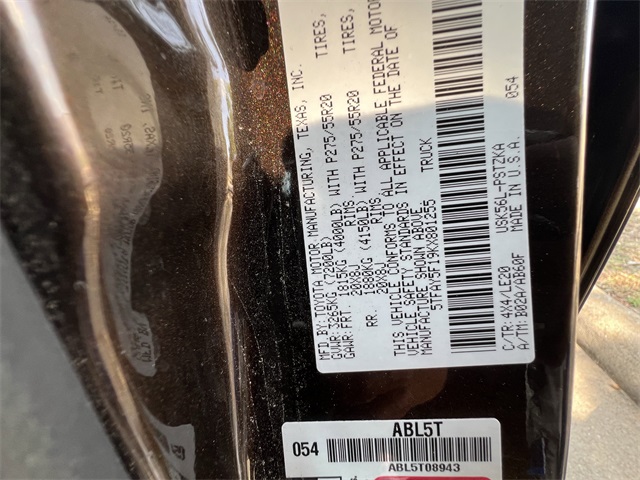 MFD BY:TOYOTA MOTOR MANUFACTURING, TEXAS, INC.
GVWR:3265KG (7200LB)
GAWR: FRT. 1815KG (4000LB) WITH P275/55R20 TIRES,
20X8J RIMS
RR. 1880KG (4150LB) WITH P275/55R20 TIRES,
20X8J RIMS
THIS VEHICLE CONFORMS TO ALL APPLICABLE FEDERAL MOTOR
VEHICLE SAFETY STANDARDS IN EFFECT ON THE DATE OF
MANUFACTURE SHOWN ABOVE.
5TFAY5F19KX801255 TRUCK
C/TR: 4X4/LE20 USK56L-PSTZKA 054
A/TM: B02A/AB60F MADE IN U.S.A.
ABL5T
054
ABL5T08943